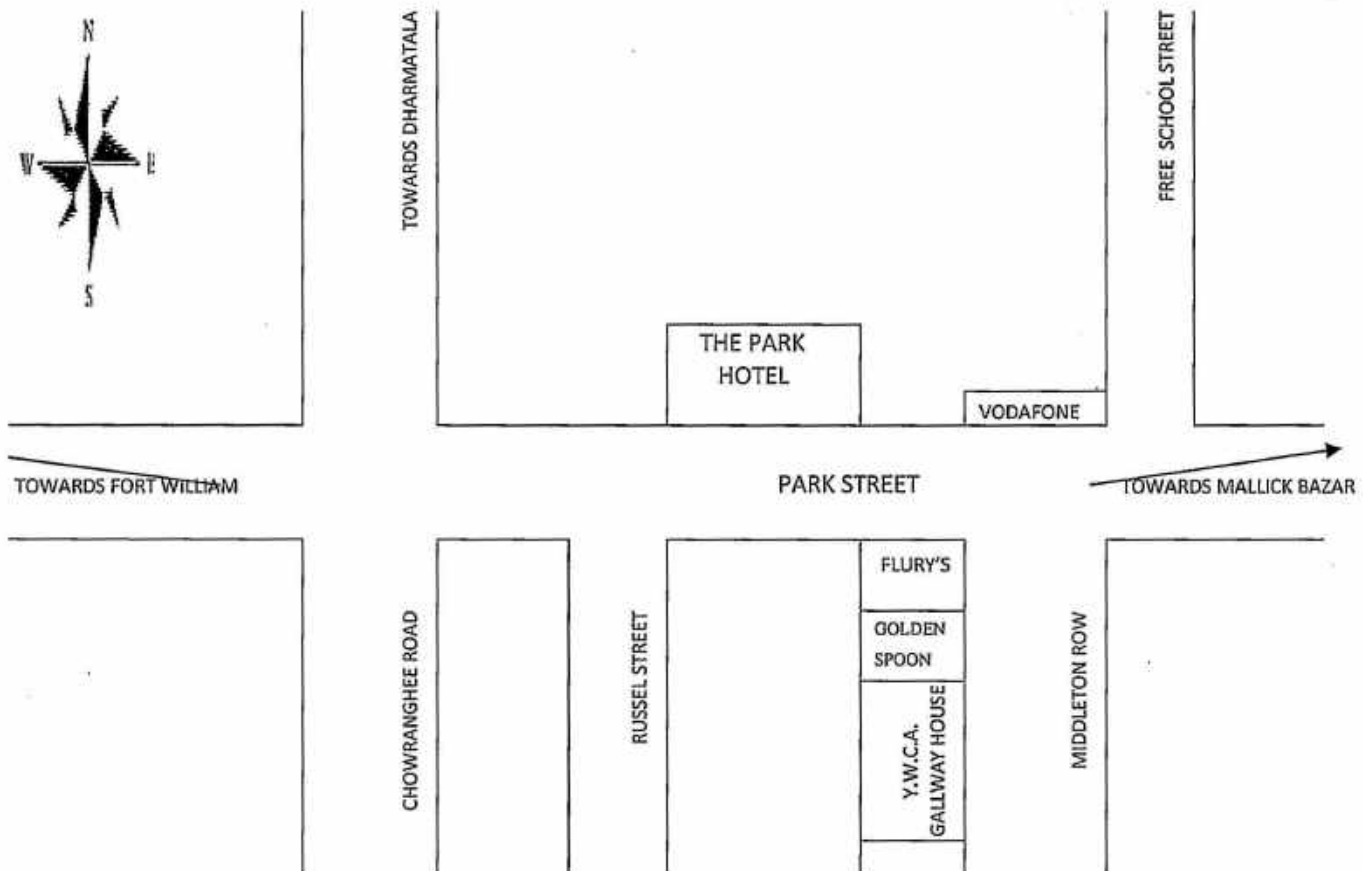 N
W E
S
TOWARDS DHARMATALA
FREE SCHOOL STREET
THE PARK
HOTEL
VODAFONE
TOWARDS FORT WILLIAM
PARK STREET
TOWARDS MALLICK BAZAR
CHOWRANGHEE ROAD
RUSSEL STREET
FLURY'S
GOLDEN
SPOON
Y.W.C.A.
GALLWAY HOUSE
MIDDLETON ROW